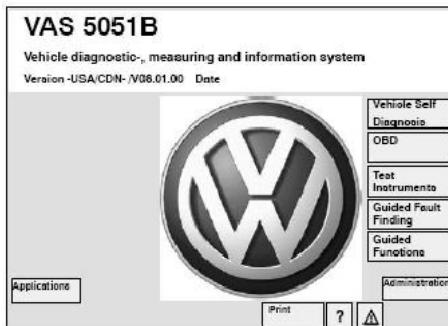 VAS 5051B
Vehicle diagnostic-, measuring and information system
Version -USA/CDN- /V08.01.00 Date
Vehicle Self
Diagnosis
OBD
Test
Instruments
Guided Fault
Finding
Guided
Functions
Applications
Administration
Print
?